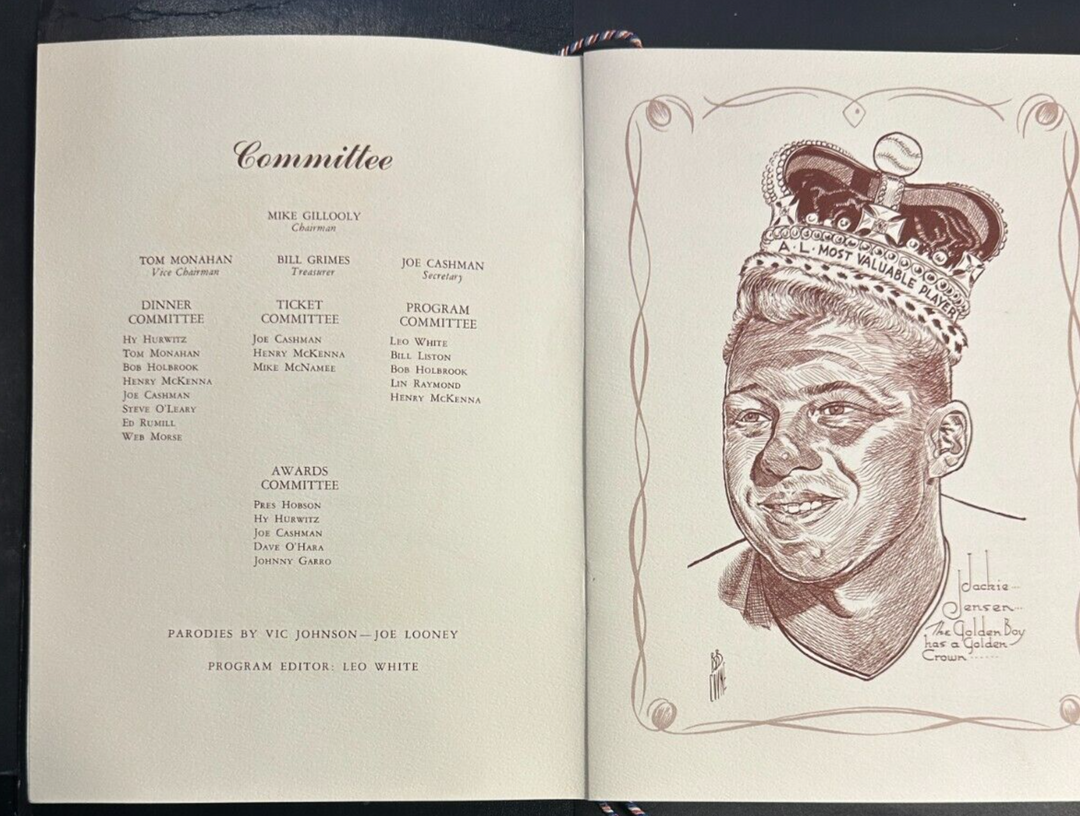 Committee
MIKE GILLOOLY
Chairman
TOM MONAHAN
Vice Chairman
BILL GRIMES
Treasurer
JOE CASHMAN
Secretary
DINNER
COMMITTEE
HY HURWITZ
TOM MONAHAN
BOB HOLBROOK
HENRY MCKENNA
JOE CASHMAN
STEVE O'LEARY
ED RUMILL
WEB MORSE
TICKET
COMMITTEE
JOE CASHMAN
HENRY MCKENNA
MIKE MCNAMEE
PROGRAM
COMMITTEE
LEO WHITE
BILL LISTON
BOB HOLBROOK
LIN RAYMOND
HENRY MCKENNA
AWARDS
COMMITTEE
PRES HOBSON
HY HURWITZ
JOE CASHMAN
DAVE O'HARA
JOHNNY GARRO
PARODIES BY VIC JOHNSON—JOE LOONEY
PROGRAM EDITOR: LEO WHITE
A·L·MOST VALUABLE PLAYER
Jackie...
Jensen...
The Golden Boy
has a Golden
Crown......